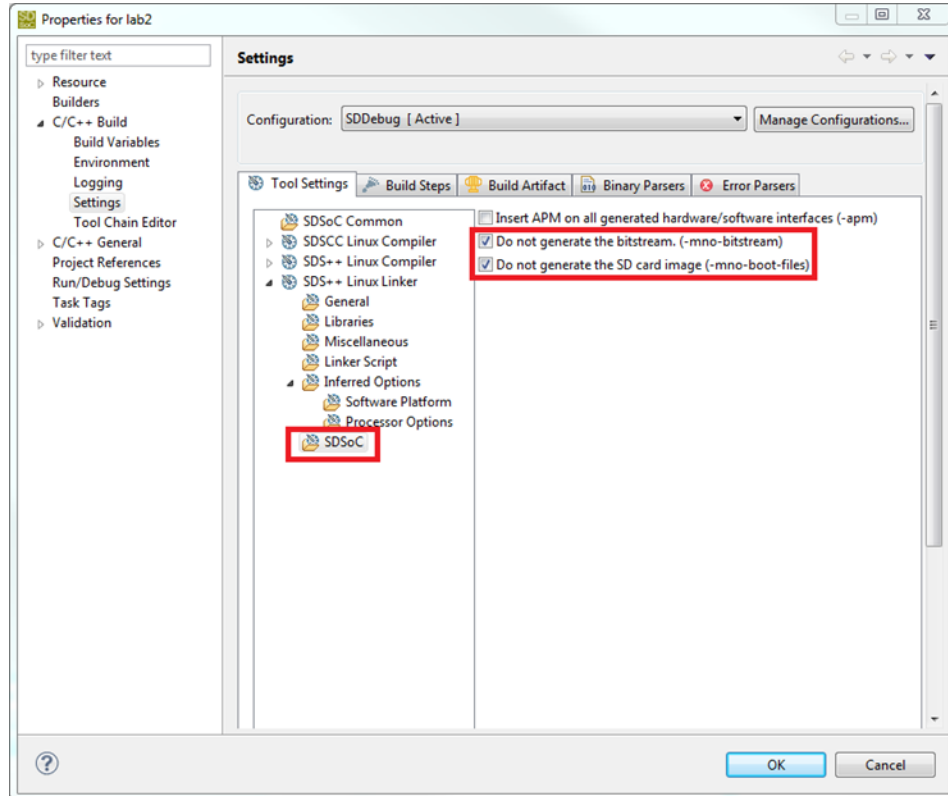 Properties for lab2
type filter text
Resource
Builders
C/C++ Build
Build Variables
Environment
Logging
Settings
Tool Chain Editor
C/C++ General
Project References
Run/Debug Settings
Task Tags
Validation
Settings
Configuration: SDDebug [ Active ] Manage Configurations...
Tool Settings Build Steps Build Artifact Binary Parsers Error Parsers
SDSoC Common
SDSCC Linux Compiler
SDS++ Linux Compiler
SDS++ Linux Linker
General
Libraries
Miscellaneous
Linker Script
Inferred Options
Software Platform
Processor Options
SDSoC
Insert APM on all generated hardware/software interfaces (-apm)
Do not generate the bitstream. (-mno-bitstream)
Do not generate the SD card image (-mno-boot-files)
? OK Cancel